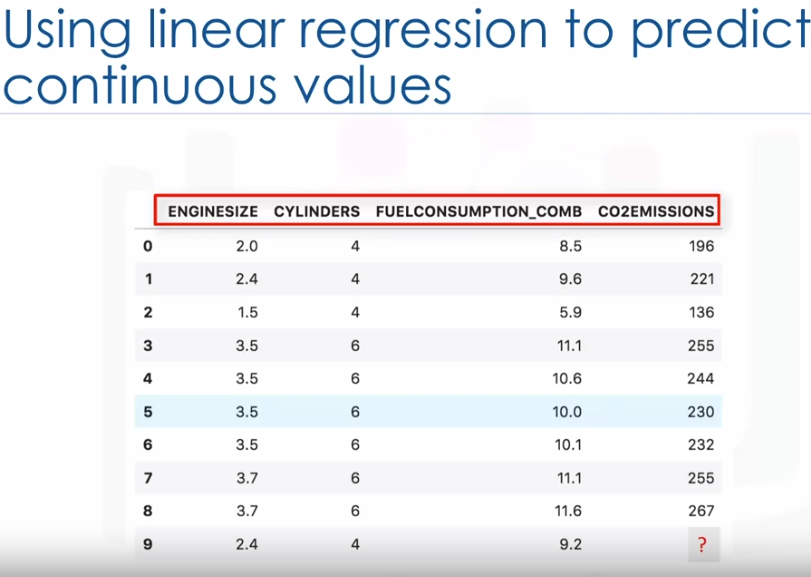 Using linear regression to predict
continuous values
ENGINESIZE CYLINDERS FUELCONSUMPTION_COMB CO2EMISSIONS
0 2.0 4 8.5 196
1 2.4 4 9.6 221
2 1.5 4 5.9 136
3 3.5 6 11.1 255
4 3.5 6 10.6 244
5 3.5 6 10.0 230
6 3.5 6 10.1 232
7 3.7 6 11.1 255
8 3.7 6 11.6 267
9 2.4 4 9.2 ?